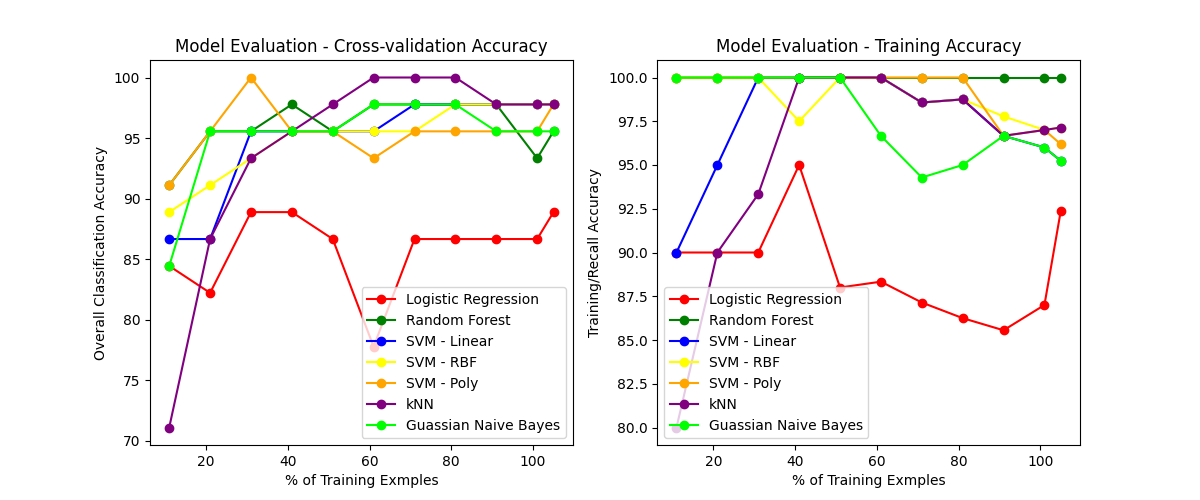 Model Evaluation - Cross-validation Accuracy
Overall Classification Accuracy
100
95
90
85
80
75
70
20 40 60 80 100
% of Training Exmples
Logistic Regression
Random Forest
SVM - Linear
SVM - RBF
SVM - Poly
kNN
Guassian Naive Bayes
Model Evaluation - Training Accuracy
Training/Recall Accuracy
100.0
97.5
95.0
92.5
90.0
87.5
85.0
82.5
80.0
20 40 60 80 100
% of Training Exmples
Logistic Regression
Random Forest
SVM - Linear
SVM - RBF
SVM - Poly
kNN
Guassian Naive Bayes